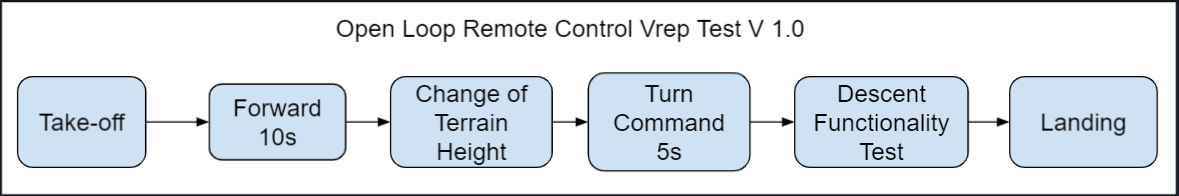 Open Loop Remote Control Vrep Test V 1.0
Take-off
Forward
10s
Change of
Terrain
Height
Turn
Command
5s
Descent
Functionality
Test
Landing